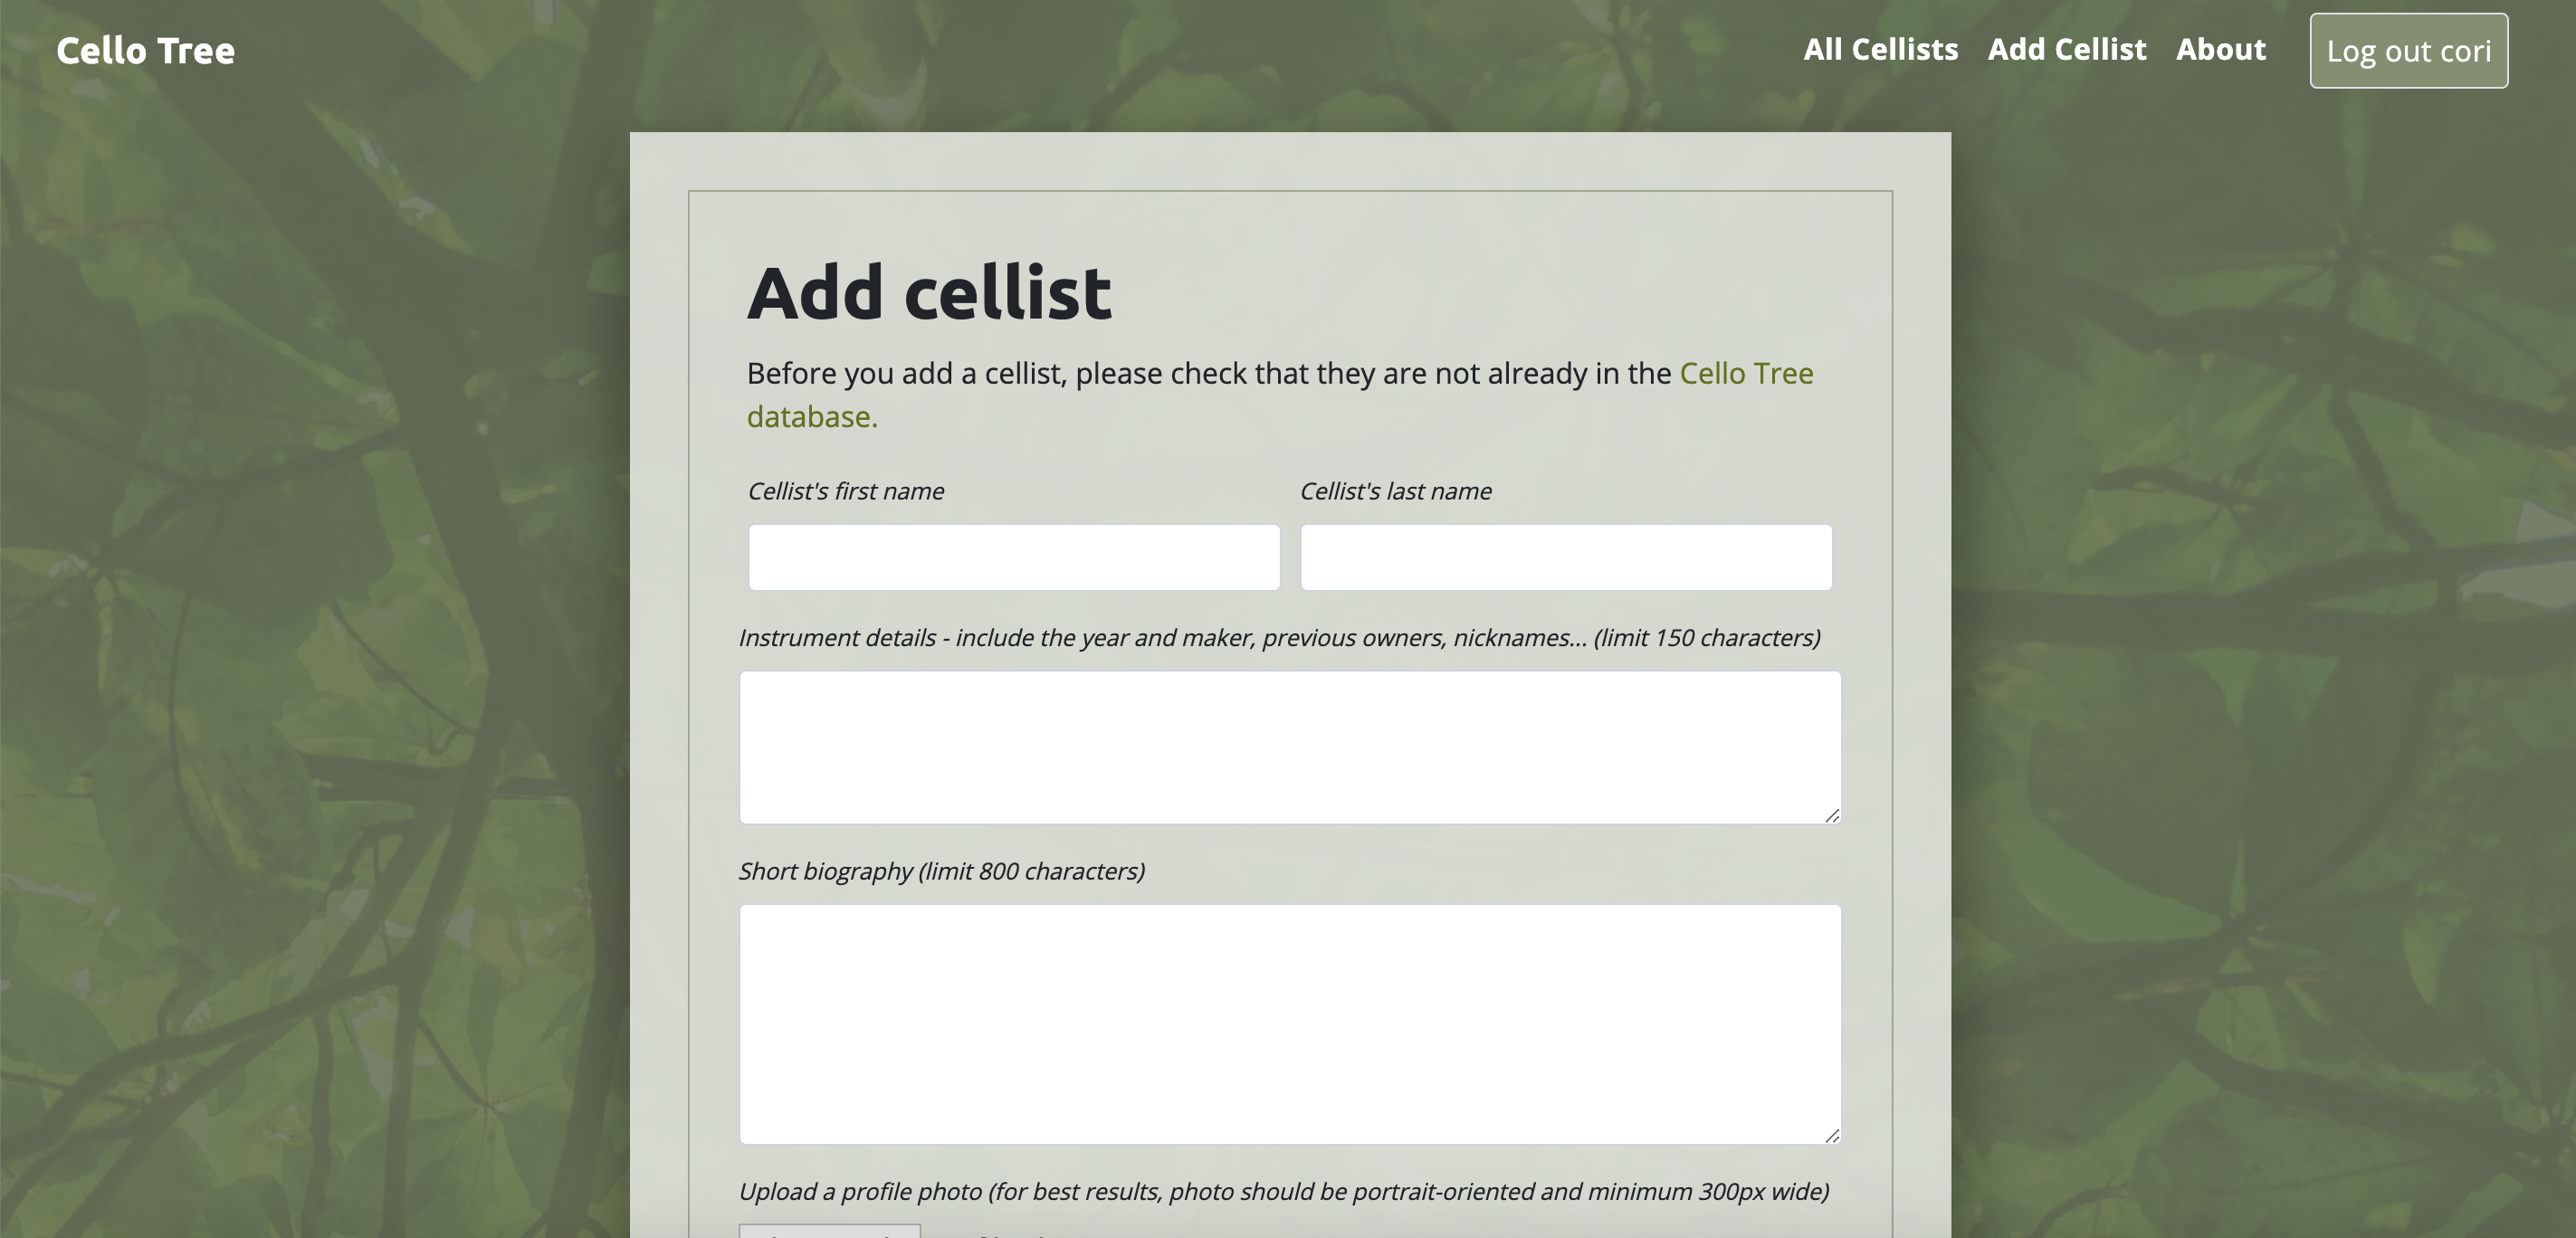 Cello Tree
All Cellists Add Cellist About Log out cori
Add cellist
Before you add a cellist, please check that they are not already in the Cello Tree
database.
Cellist's first name Cellist's last name
Instrument details - include the year and maker, previous owners, nicknames... (limit 150 characters)
Short biography (limit 800 characters)
Upload a profile photo (for best results, photo should be portrait-oriented and minimum 300px wide)